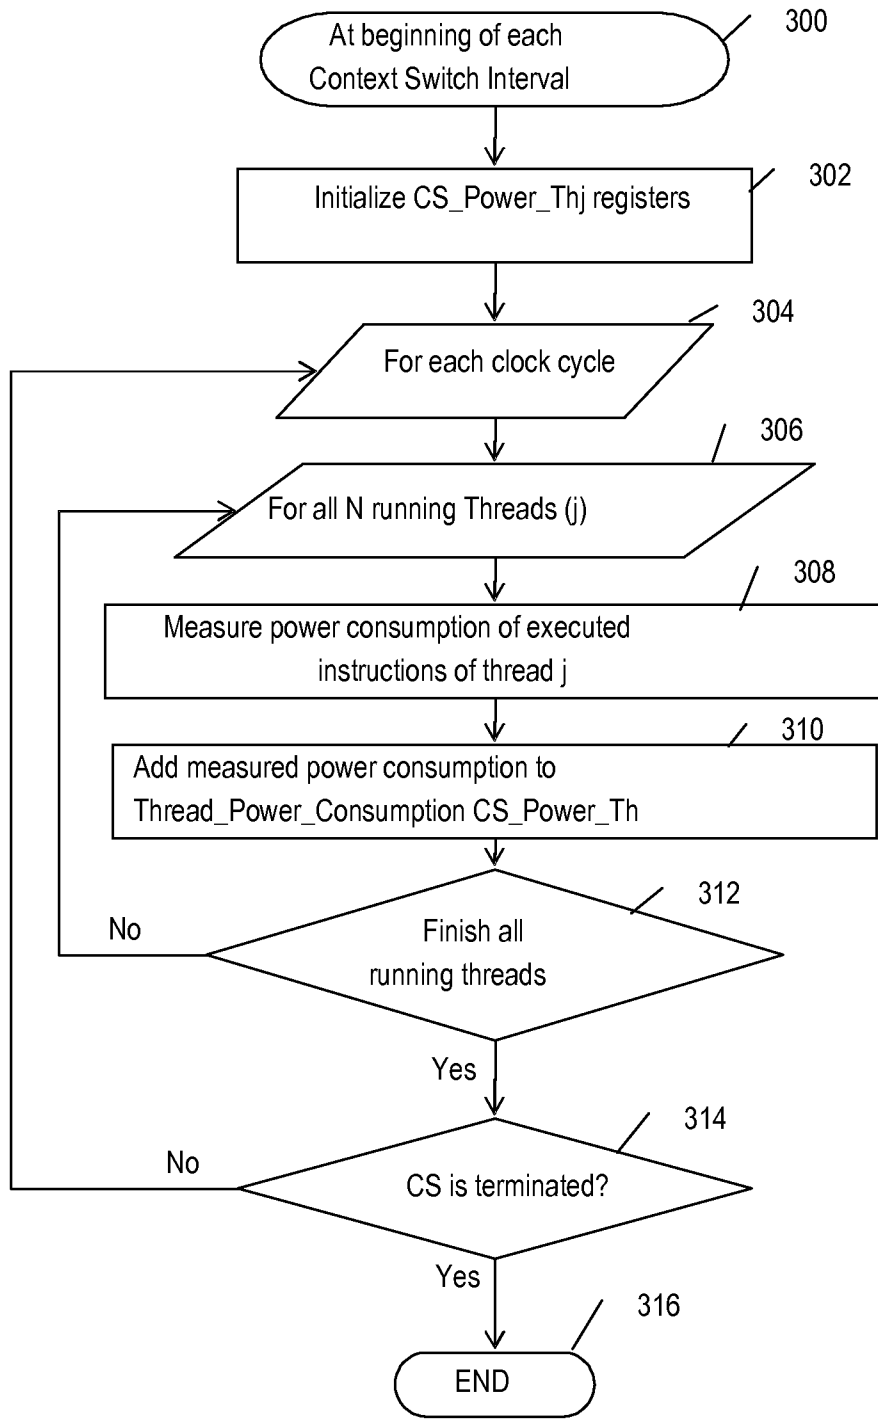 At beginning of each
Context Switch Interval
300
Initialize CS_Power_Thj registers
302
For each clock cycle
304
For all N running Threads (j)
306
Measure power consumption of executed
instructions of thread j
308
Add measured power consumption to
Thread_Power_Consumption CS_Power_Th
310
Finish all
running threads
312
No
Yes
CS is terminated?
314
No
Yes
END
316